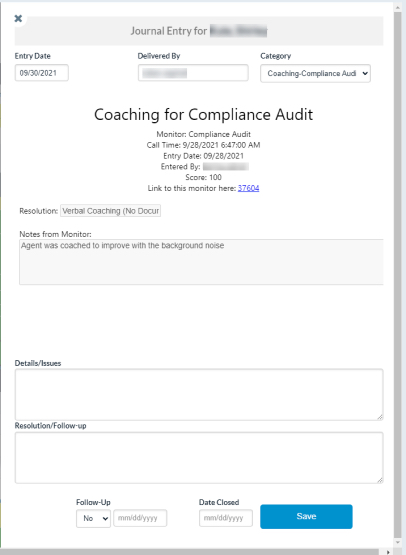 Journal Entry for
Entry Date
Delivered By
Category
09/30/2021
Coaching-Compliance Audi
Coaching for Compliance Audit
Monitor: Compliance Audit
Call Time: 9/28/2021 6:47:00 AM
Entry Date: 09/28/2021
Entered By:
Score: 100
Link to this monitor here: 37604
Resolution: Verbal Coaching (No Docur
Notes from Monitor:
Agent was coached to improve with the background noise
Details/Issues
Resolution/Follow-up
Follow-Up
Date Closed
No
mm/dd/yyyy
mm/dd/yyyy
Save